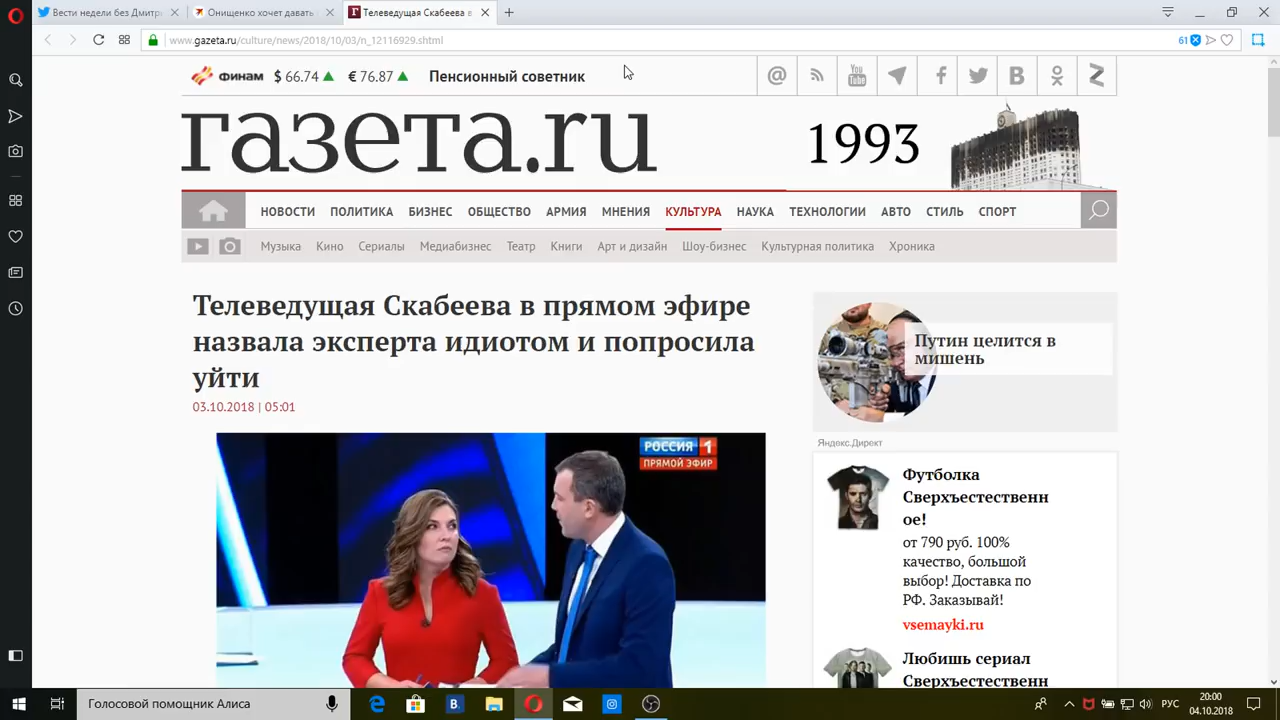 Вести недели без Дмитр
Онищенко хочет давать
Телеведущая Скабеева в
www.gazeta.ru/culture/news/2018/10/03/n_12116929.shtml
61
ФИНАМ $ 66.74 € 76.87 Пенсионный советник
You
Tube
газета.ru
1993
НОВОСТИ ПОЛИТИКА БИЗНЕС ОБЩЕСТВО АРМИЯ МНЕНИЯ КУЛЬТУРА НАУКА ТЕХНОЛОГИИ АВТО СТИЛЬ СПОРТ
Музыка Кино Сериалы Медиабизнес Театр Книги Арт и дизайн Шоу-бизнес Культурная политика Хроника
Телеведущая Скабеева в прямом эфире
назвала эксперта идиотом и попросила
уйти
03.10.2018 | 05:01
РОССИЯ 1
ПРЯМОЙ ЭФИР
Путин целится в
мишень
Яндекс.Директ
Футболка
Сверхъестественн
ое!
от 790 руб. 100%
качество, большой
выбор! Доставка по
РФ. Заказывай!
vsemayki.ru
Любишь сериал
Сверхъестественн
Голосовой помощник Алиса
РУС
20:00
04.10.2018